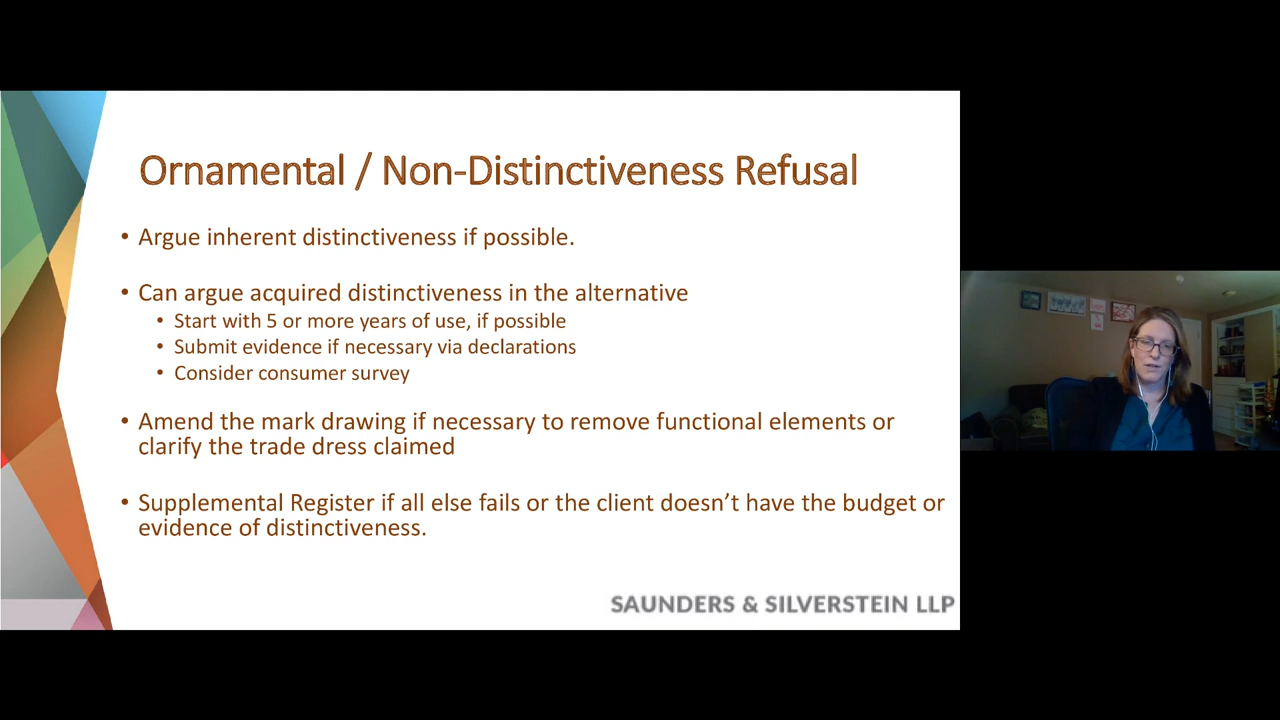 Ornamental / Non-Distinctiveness Refusal
• Argue inherent distinctiveness if possible.
• Can argue acquired distinctiveness in the alternative
• Start with 5 or more years of use, if possible
• Submit evidence if necessary via declarations
• Consider consumer survey
• Amend the mark drawing if necessary to remove functional elements or
clarify the trade dress claimed
• Supplemental Register if all else fails or the client doesn’t have the budget or
evidence of distinctiveness.
SAUNDERS & SILVERSTEIN LLP